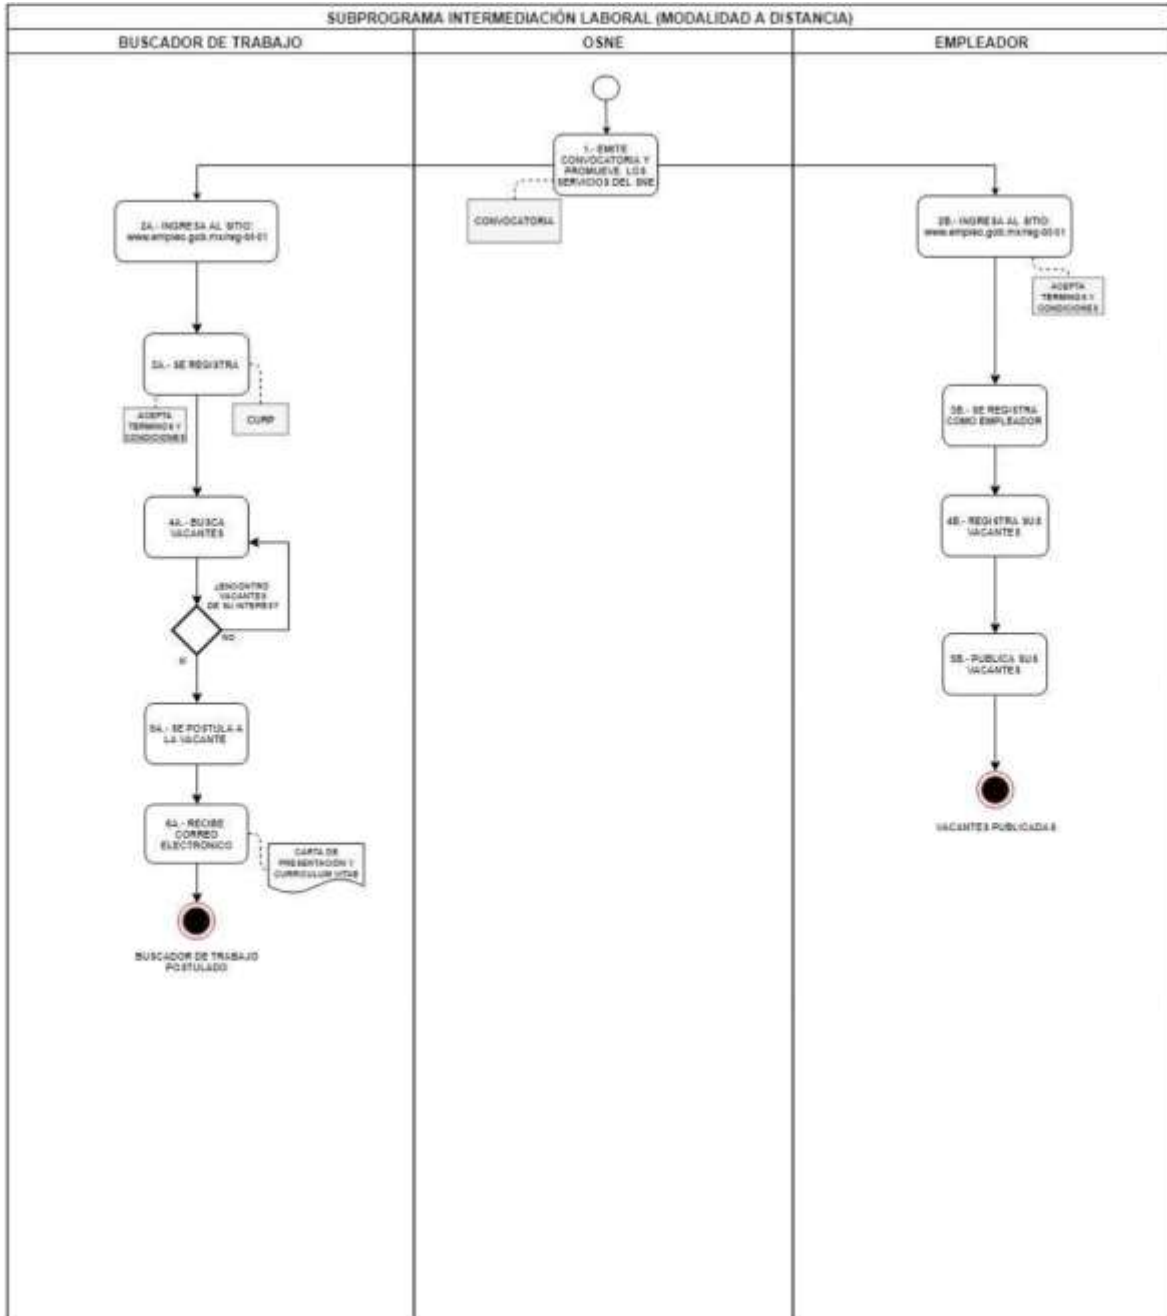 SUBPROGRAMA INTERMEDIACIÓN LABORAL (MODALIDAD A DISTANCIA)
BUSCADOR DE TRABAJO
OSNE
EMPLEADOR
1.- EMITE
CONVOCATORIA Y
PROMUEVE LOS
SERVICIOS DEL SNE
CONVOCATORIA
2A.- INGRESA AL SITIO:
2B.- INGRESA AL SITIO:
ACEPTA
TERMINOS Y
CONDICIONES
3A.- SE REGISTRA
ACEPTA
TERMINOS Y
CONDICIONES
CURP
3B.- SE REGISTRA
COMO EMPLEADOR
4A.- BUSCA
VACANTES
4B.- REGISTRA SUS
VACANTES
¿ENCONTRO
VACANTES
DE SU INTERES?
NO
SI
5B.- PUBLICA SUS
VACANTES
5A.- SE POSTULA A
LA VACANTE
VACANTES PUBLICADAS
6A.- RECIBE
CORREO
ELECTRÓNICO
CARTA DE
PRESENTACIÓN Y
CURRICULUM VITAE
BUSCADOR DE TRABAJO
POSTULADO